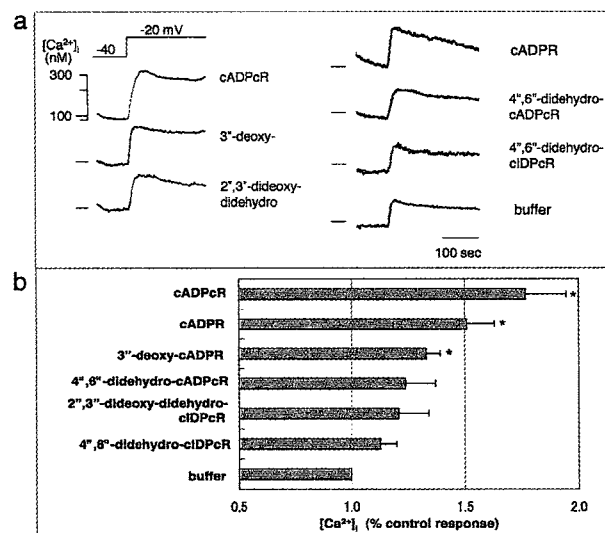 a
[Ca²⁺]i
(nM)
-40
-20 mV
300
100
cADPcR
3"-deoxy-
2",3"-dideoxy-
didehydro
cADPR
4",6"-didehydro-
cADPcR
4",6"-didehydro-
cIDPcR
buffer
100 sec
b
cADPcR
*
cADPR
*
3"-deoxy-cADPR
*
4",6"-didehydro-cADPcR
2",3"-dideoxy-didehydro-
cIDPcR
4",6"-didehydro-cIDPcR
buffer
0.5
1.0
1.5
2.0
[Ca²⁺]i (% control response)